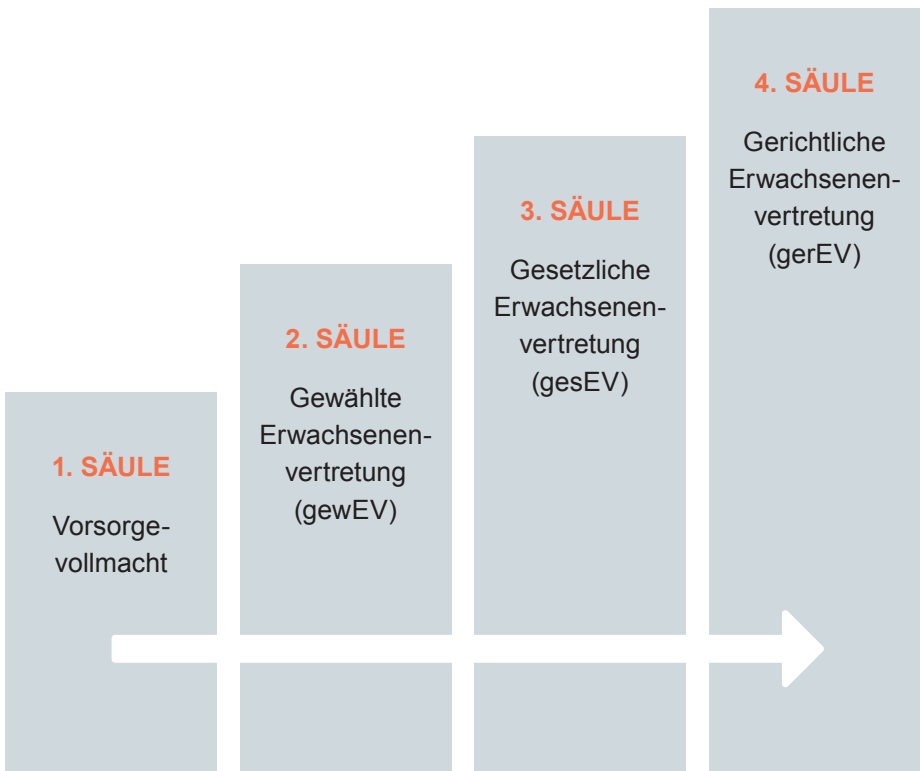 1. SÄULE
Vorsorge-
vollmacht
2. SÄULE
Gewählte
Erwachsenen-
vertretung
(gewEV)
3. SÄULE
Gesetzliche
Erwachsenen-
vertretung
(gesEV)
4. SÄULE
Gerichtliche
Erwachsenen-
vertretung
(gerEV)